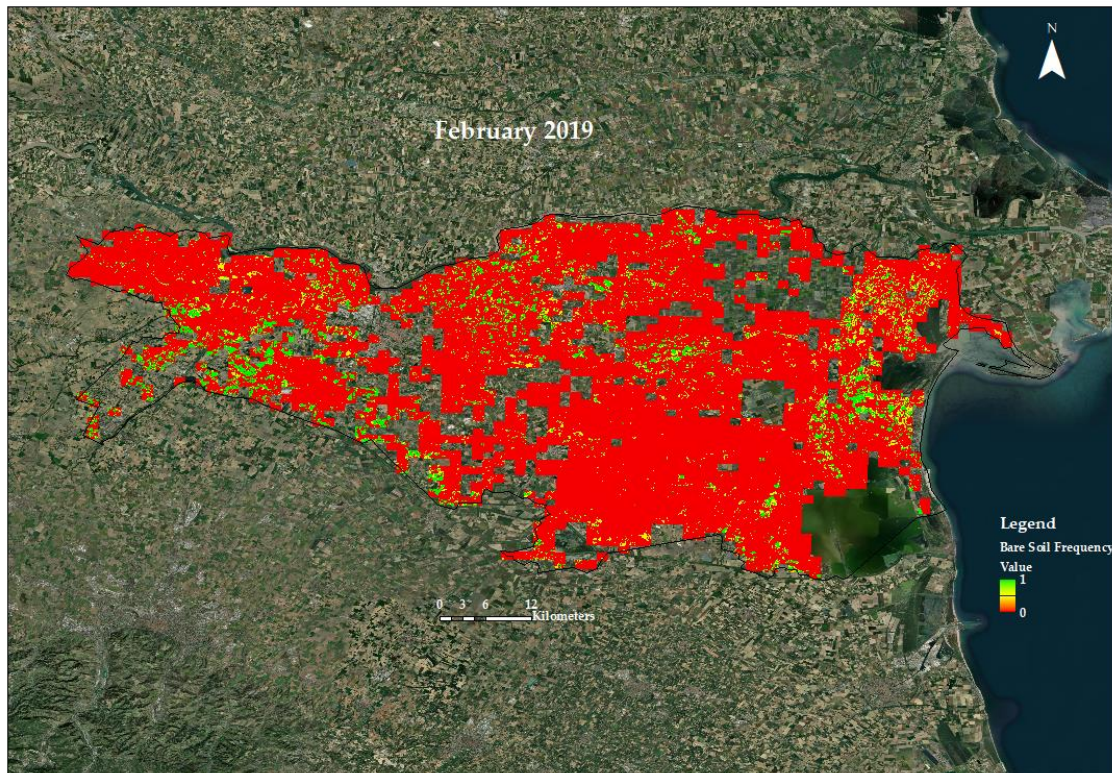 N
February 2019
Legend
Bare Soil Frequency
Value
1
0
0 3 6 12
Kilometers